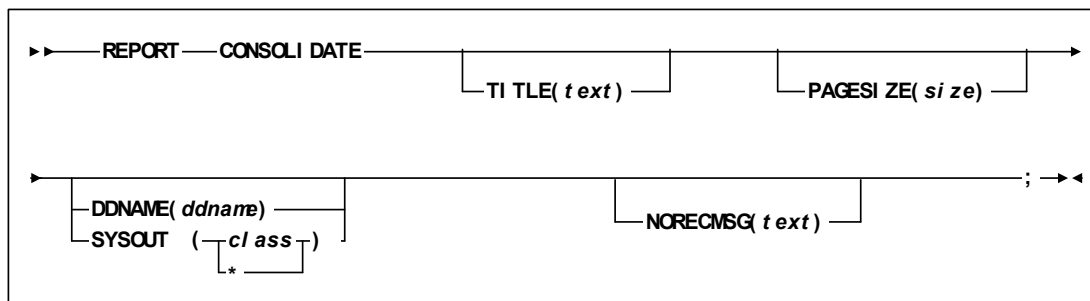 REPORT CONSOLIDATE
TITLE(text) PAGESIZE(size)
DDNAME(ddname) NORECMSG(text) ;
SYSOUT (class)
*